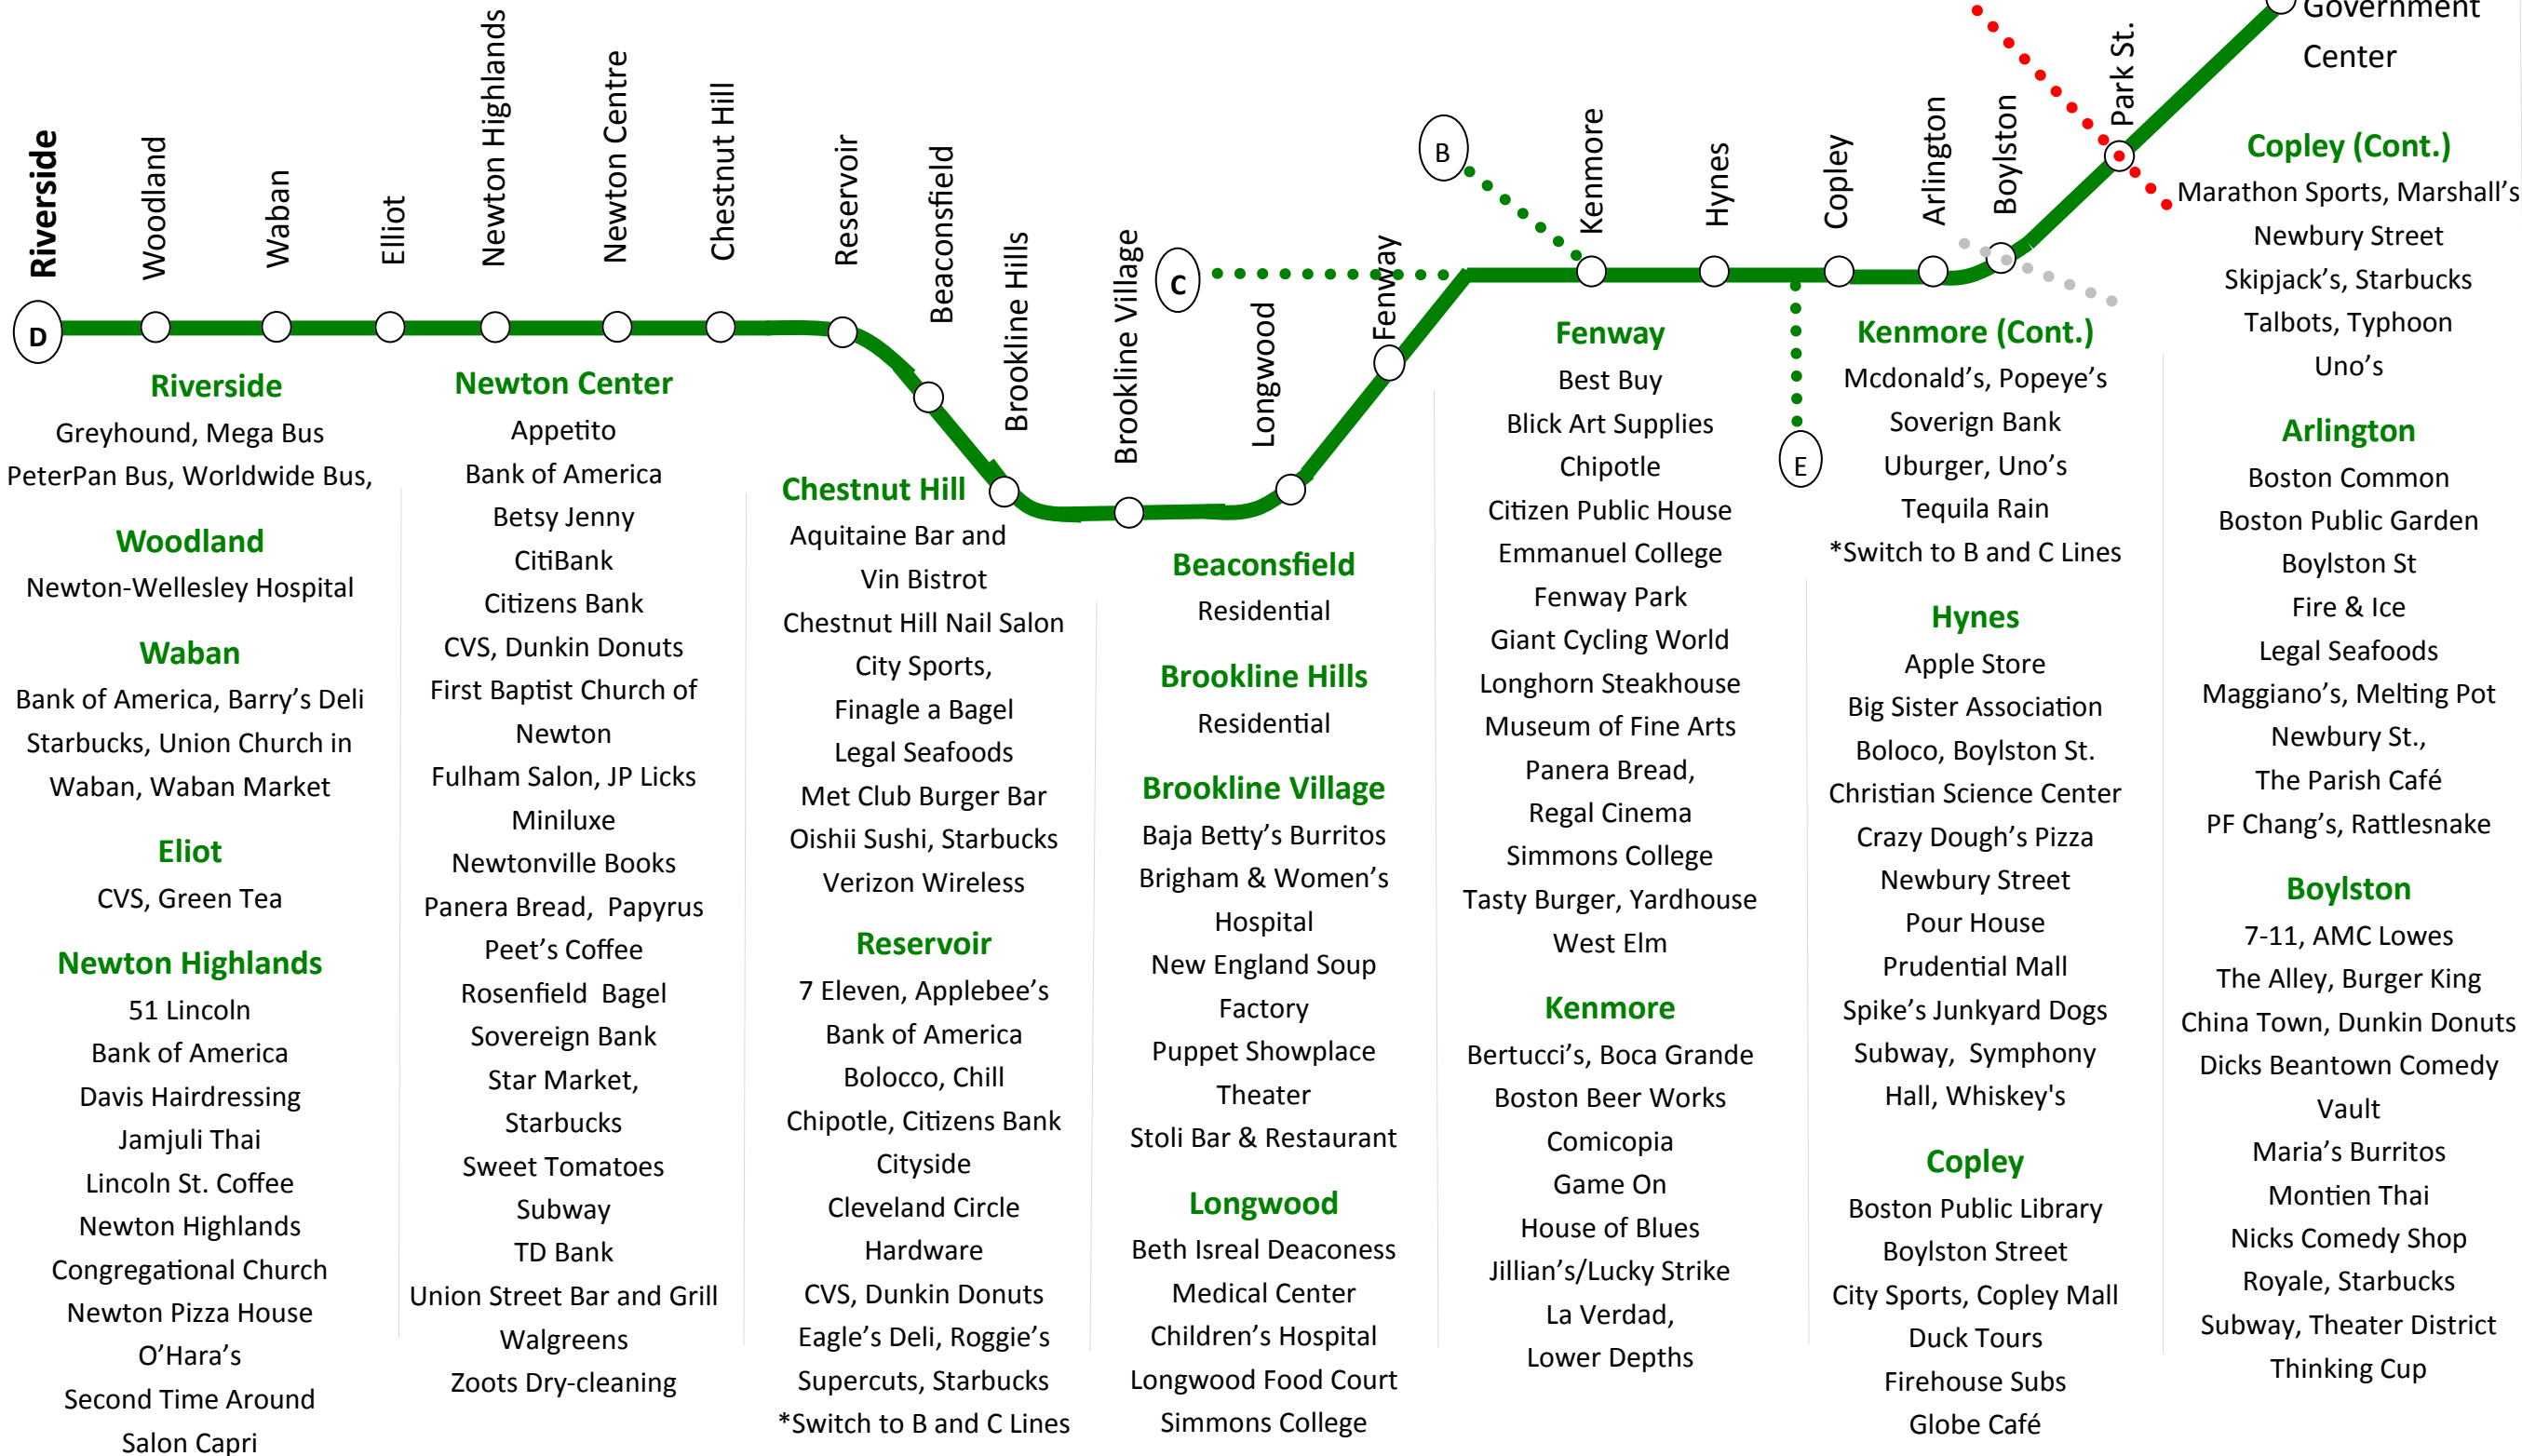 Riverside
Woodland
Waban
Elliot
Newton Highlands
Newton Centre
Chestnut Hill
Reservoir
Beaconsfield
Brookline Hills
Brookline Village
Longwood
Fenway
Kenmore
Hynes
Copley
Arlington
Boylston
Park St.
Government
Center
D
C
B
E
Riverside
Greyhound, Mega Bus
PeterPan Bus, Worldwide Bus,
Woodland
Newton-Wellesley Hospital
Waban
Bank of America, Barry’s Deli
Starbucks, Union Church in
Waban, Waban Market
Eliot
CVS, Green Tea
Newton Highlands
51 Lincoln
Bank of America
Davis Hairdressing
Jamjuli Thai
Lincoln St. Coffee
Newton Highlands
Congregational Church
Newton Pizza House
O’Hara’s
Second Time Around
Salon Capri
Newton Center
Appetito
Bank of America
Betsy Jenny
CitiBank
Citizens Bank
CVS, Dunkin Donuts
First Baptist Church of
Newton
Fulham Salon, JP Licks
Miniluxe
Newtonville Books
Panera Bread, Papyrus
Peet’s Coffee
Rosenfield Bagel
Sovereign Bank
Star Market,
Starbucks
Sweet Tomatoes
Subway
TD Bank
Union Street Bar and Grill
Walgreens
Zoots Dry-cleaning
Chestnut Hill
Aquitaine Bar and
Vin Bistrot
Chestnut Hill Nail Salon
City Sports,
Finagle a Bagel
Legal Seafoods
Met Club Burger Bar
Oishii Sushi, Starbucks
Verizon Wireless
Reservoir
7 Eleven, Applebee’s
Bank of America
Bolocco, Chill
Chipotle, Citizens Bank
Cityside
Cleveland Circle
Hardware
CVS, Dunkin Donuts
Eagle’s Deli, Roggie’s
Supercuts, Starbucks
*Switch to B and C Lines
Beaconsfield
Residential
Brookline Hills
Residential
Brookline Village
Baja Betty’s Burritos
Brigham & Women’s
Hospital
New England Soup
Factory
Puppet Showplace
Theater
Stoli Bar & Restaurant
Longwood
Beth Isreal Deaconess
Medical Center
Children’s Hospital
Longwood Food Court
Simmons College
Fenway
Best Buy
Blick Art Supplies
Chipotle
Citizen Public House
Emmanuel College
Fenway Park
Giant Cycling World
Longhorn Steakhouse
Museum of Fine Arts
Panera Bread,
Regal Cinema
Simmons College
Tasty Burger, Yardhouse
West Elm
Kenmore
Bertucci’s, Boca Grande
Boston Beer Works
Comicopia
Game On
House of Blues
Jillian’s/Lucky Strike
La Verdad,
Lower Depths
Kenmore (Cont.)
Mcdonald’s, Popeye’s
Soverign Bank
Uburger, Uno’s
Tequila Rain
*Switch to B and C Lines
Hynes
Apple Store
Big Sister Association
Boloco, Boylston St.
Christian Science Center
Crazy Dough’s Pizza
Newbury Street
Pour House
Prudential Mall
Spike’s Junkyard Dogs
Subway, Symphony
Hall, Whiskey's
Copley
Boston Public Library
Boylston Street
City Sports, Copley Mall
Duck Tours
Firehouse Subs
Globe Café
Copley (Cont.)
Marathon Sports, Marshall’s
Newbury Street
Skipjack’s, Starbucks
Talbots, Typhoon
Uno’s
Arlington
Boston Common
Boston Public Garden
Boylston St
Fire & Ice
Legal Seafoods
Maggiano’s, Melting Pot
Newbury St.,
The Parish Café
PF Chang’s, Rattlesnake
Boylston
7-11, AMC Lowes
The Alley, Burger King
China Town, Dunkin Donuts
Dicks Beantown Comedy
Vault
Maria’s Burritos
Montien Thai
Nicks Comedy Shop
Royale, Starbucks
Subway, Theater District
Thinking Cup